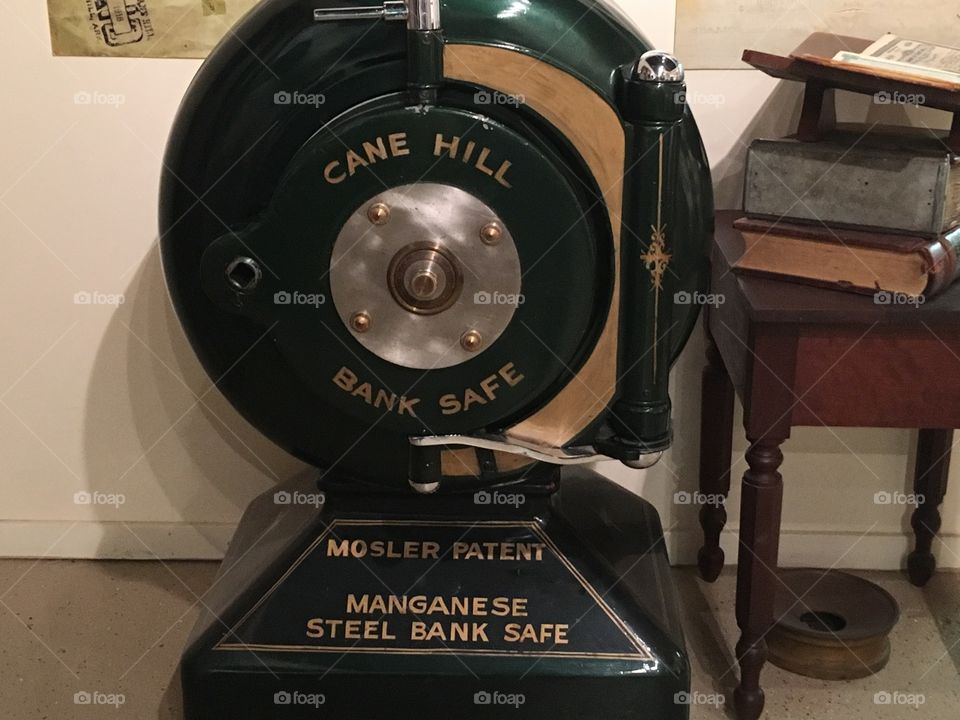 CANE HILL
BANK SAFE
MOSLER PATENT
MANGANESE
STEEL BANK SAFE